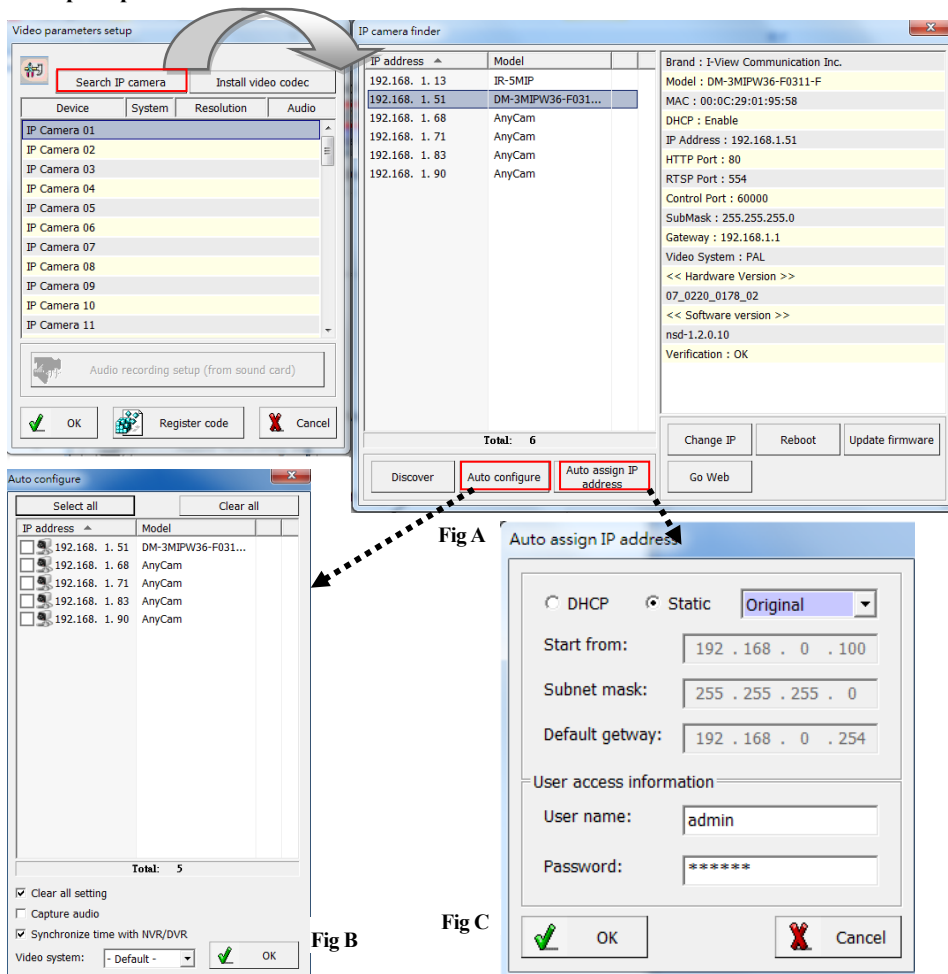 Video parameters setup
Search IP camera
Install video codec
Device System Resolution Audio
IP Camera 01
IP Camera 02
IP Camera 03
IP Camera 04
IP Camera 05
IP Camera 06
IP Camera 07
IP Camera 08
IP Camera 09
IP Camera 10
IP Camera 11
Audio recording setup (from sound card)
OK
Register code
Cancel
IP camera finder
IP address Model
192.168. 1. 13 IR-5MIP
192.168. 1. 51 DM-3MIPW36-F031...
192.168. 1. 68 AnyCam
192.168. 1. 71 AnyCam
192.168. 1. 83 AnyCam
192.168. 1. 90 AnyCam
Total: 6
Discover
Auto configure
Auto assign IP
address
Brand : I-View Communication Inc.
Model : DM-3MIPW36-F0311-F
MAC : 00:0C:29:01:95:58
DHCP : Enable
IP Address : 192.168.1.51
HTTP Port : 80
RTSP Port : 554
Control Port : 60000
SubMask : 255.255.255.0
Gateway : 192.168.1.1
Video System : PAL
<< Hardware Version >>
07_0220_0178_02
<< Software version >>
nsd-1.2.0.10
Verification : OK
Change IP
Reboot
Update firmware
Go Web
Fig A
Auto configure
Select all
Clear all
IP address Model
192.168. 1. 51 DM-3MIPW36-F031...
192.168. 1. 68 AnyCam
192.168. 1. 71 AnyCam
192.168. 1. 83 AnyCam
192.168. 1. 90 AnyCam
Total: 5
Clear all setting
Capture audio
Synchronize time with NVR/DVR
Video system: - Default -
OK
Fig B
Auto assign IP address
DHCP Static Original
Start from: 192 . 168 . 0 . 100
Subnet mask: 255 . 255 . 255 . 0
Default getway: 192 . 168 . 0 . 254
User access information
User name: admin
Password: ******
OK
Cancel
Fig C